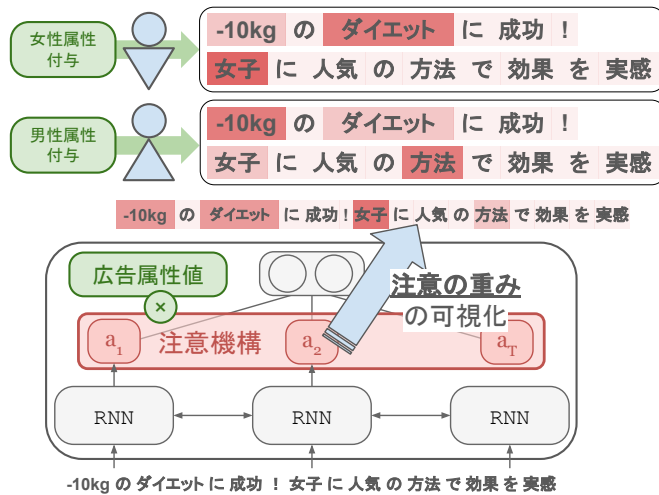 女性属性
付与
-10kg の ダイエット に 成功 !
女子 に 人気 の 方法 で 効果 を 実感
男性属性
付与
-10kg の ダイエット に 成功 !
女子 に 人気 の 方法 で 効果 を 実感
-10kg の ダイエット に 成功 ! 女子 に 人気 の 方法 で 効果 を 実感
広告属性値
×
注意の重み
の可視化
a1
注意機構
a2
aT
RNN
RNN
RNN
-10kg の ダイエット に 成功 ! 女子 に 人気 の 方法 で 効果 を 実感